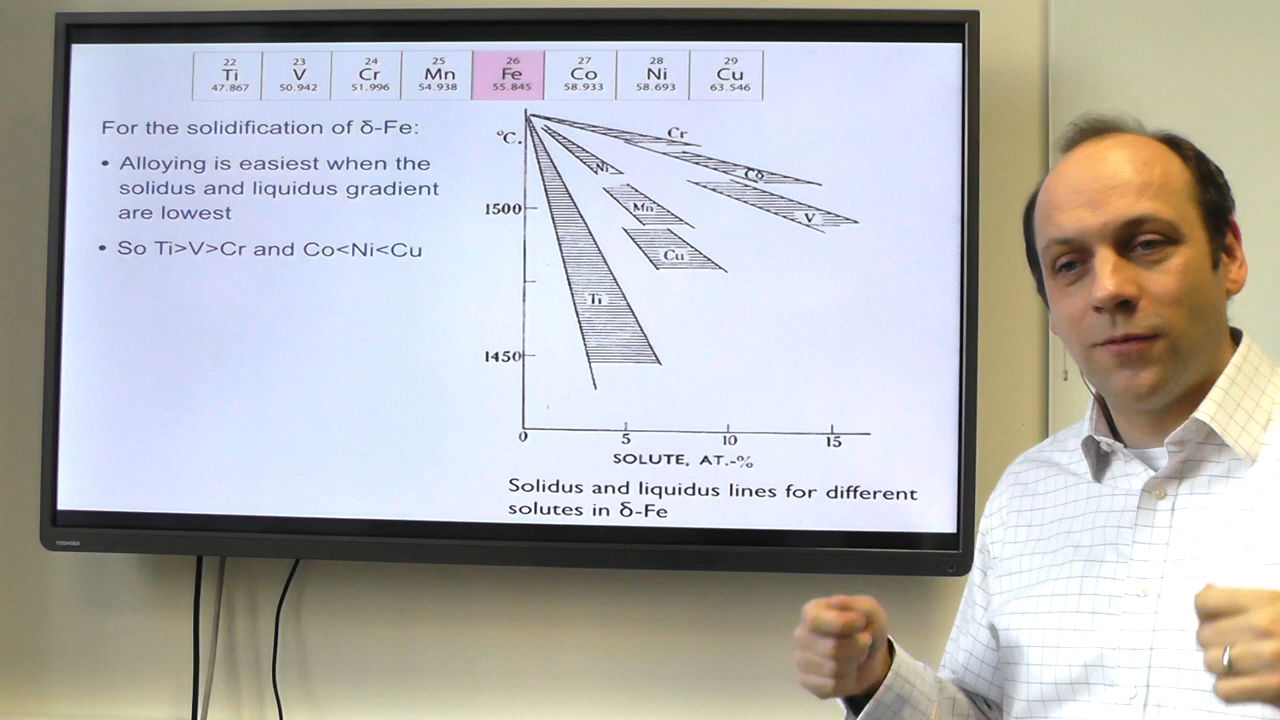 22 23 24 25 26 27 28 29
Ti V Cr Mn Fe Co Ni Cu
47.867 50.942 51.996 54.938 55.845 58.933 58.693 63.546
For the solidification of δ-Fe:
• Alloying is easiest when the
solidus and liquidus gradient
are lowest
• So Ti>V>Cr and Co<Ni<Cu
°C.
Cr
Ni
Co
1500
Mn
V
Cu
Ti
1450
0 5 10 15
SOLUTE, AT.-%
Solidus and liquidus lines for different
solutes in δ-Fe
TOSHIBA